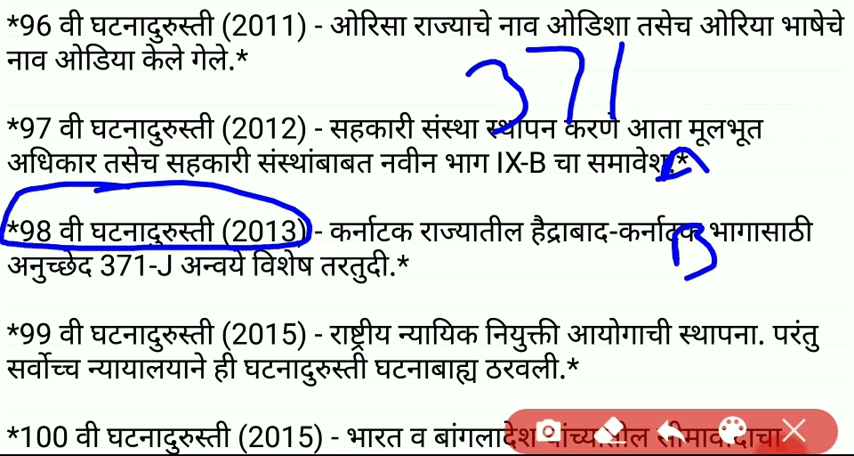 *96 वी घटनादुरुस्ती (2011) - ओरिसा राज्याचे नाव ओडिशा तसेच ओरिया भाषेचे
नाव ओडिया केले गेले.*
371
*97 वी घटनादुरुस्ती (2012) - सहकारी संस्था स्थापन करणे आता मूलभूत
अधिकार तसेच सहकारी संस्थांबाबत नवीन भाग IX-B चा समावेश.*
*98 वी घटनादुरुस्ती (2013) - कर्नाटक राज्यातील हैद्राबाद-कर्नाटक भागासाठी
B
अनुच्छेद 371-J अन्वये विशेष तरतुदी.*
*99 वी घटनादुरुस्ती (2015) - राष्ट्रीय न्यायिक नियुक्ती आयोगाची स्थापना. परंतु
सर्वोच्च न्यायालयाने ही घटनादुरुस्ती घटनाबाह्य ठरवली.*
*100 वी घटनादुरुस्ती (2015) - भारत व बांगलादेश यांच्यातील सीमावादाचा